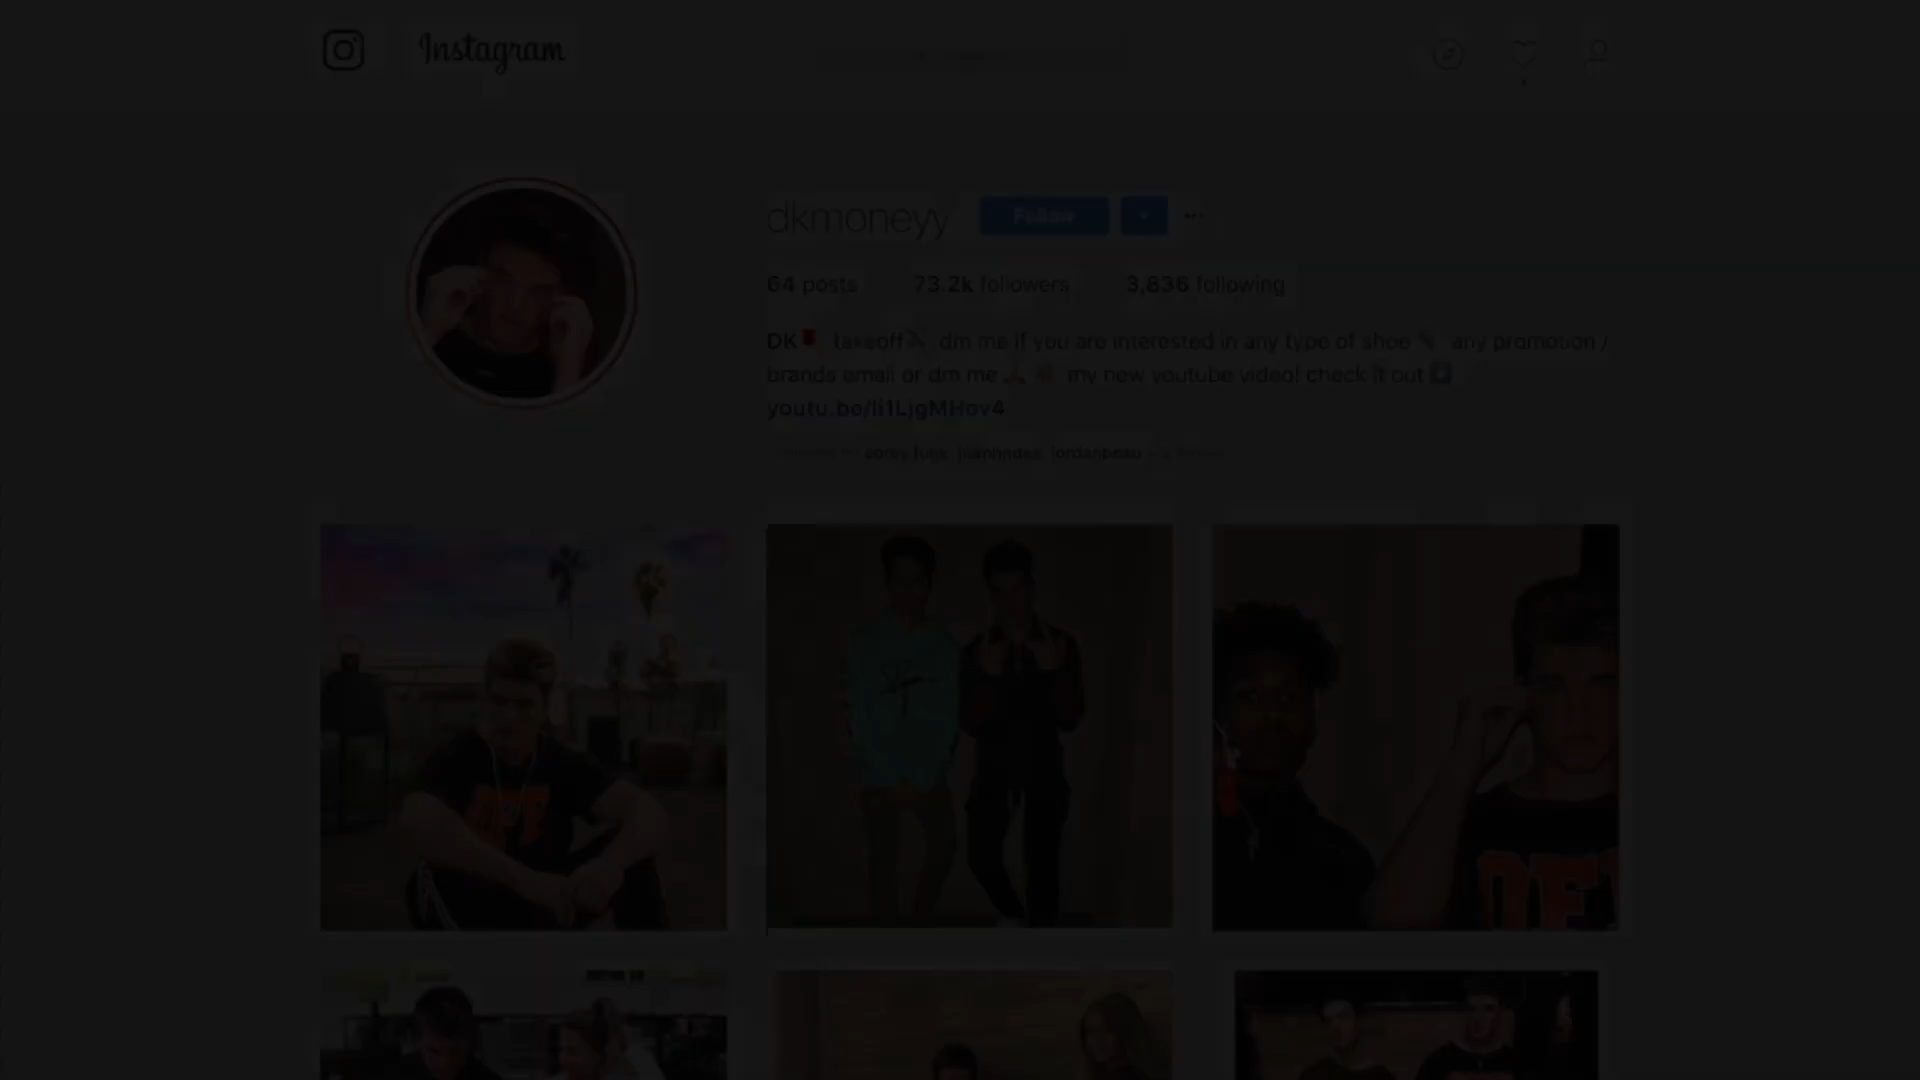 Instagram
dkmoneyy Follow
64 posts 73.2k followers 3,836 following
DK takeoff dm me if you are interested in any type of shoe any promotion /
brands email or dm me my new youtube video! check it out
youtu.be/li1LjgMHov4
jordanbeau
OFT